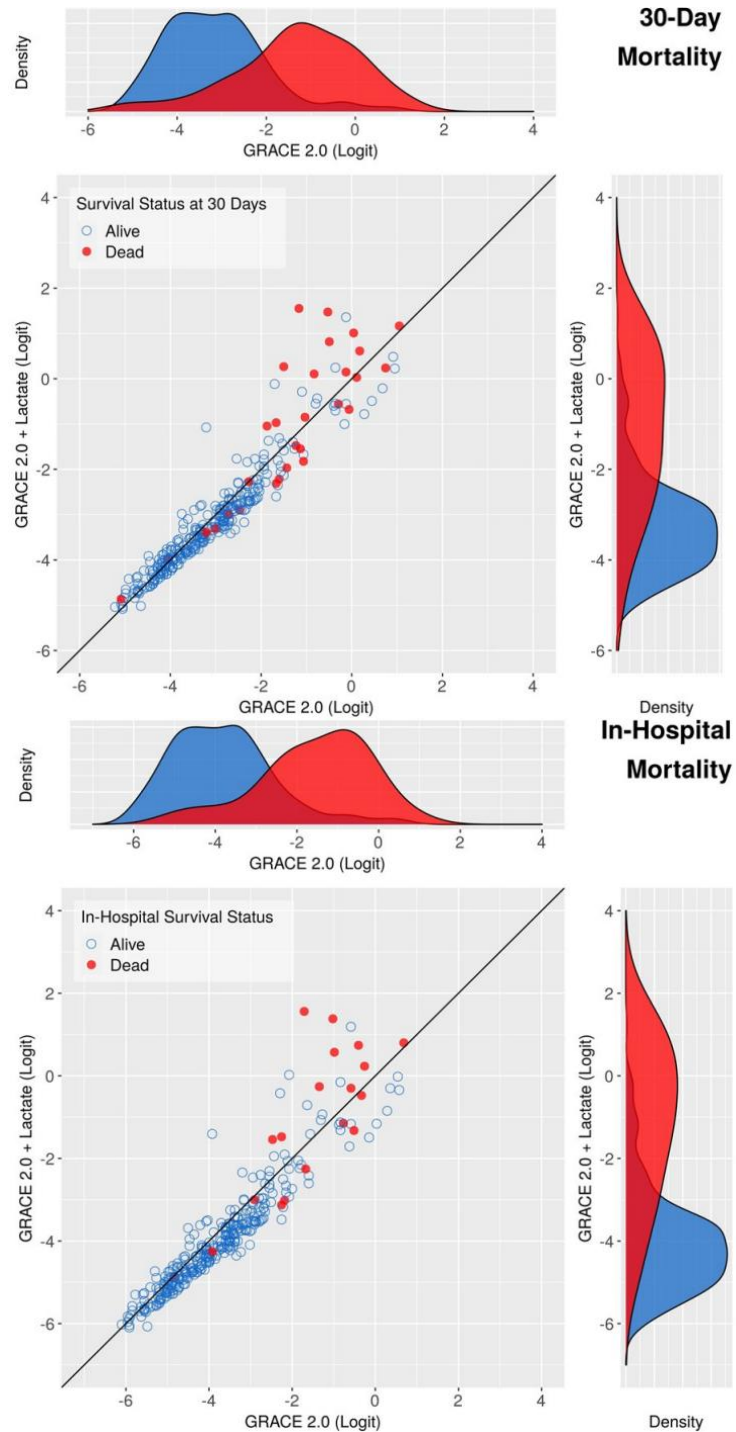 30-Day
Mortality
Density
-6 -4 -2 0 2 4
GRACE 2.0 (Logit)
Survival Status at 30 Days
Alive
Dead
GRACE 2.0 + Lactate (Logit)
4
2
0
-2
-4
-6
-6 -4 -2 0 2 4
GRACE 2.0 (Logit)
GRACE 2.0 + Lactate (Logit)
4
2
0
-2
-4
-6
Density
In-Hospital
Mortality
Density
-6 -4 -2 0 2 4
GRACE 2.0 (Logit)
In-Hospital Survival Status
Alive
Dead
GRACE 2.0 + Lactate (Logit)
4
2
0
-2
-4
-6
-6 -4 -2 0 2 4
GRACE 2.0 (Logit)
GRACE 2.0 + Lactate (Logit)
4
2
0
-2
-4
-6
Density